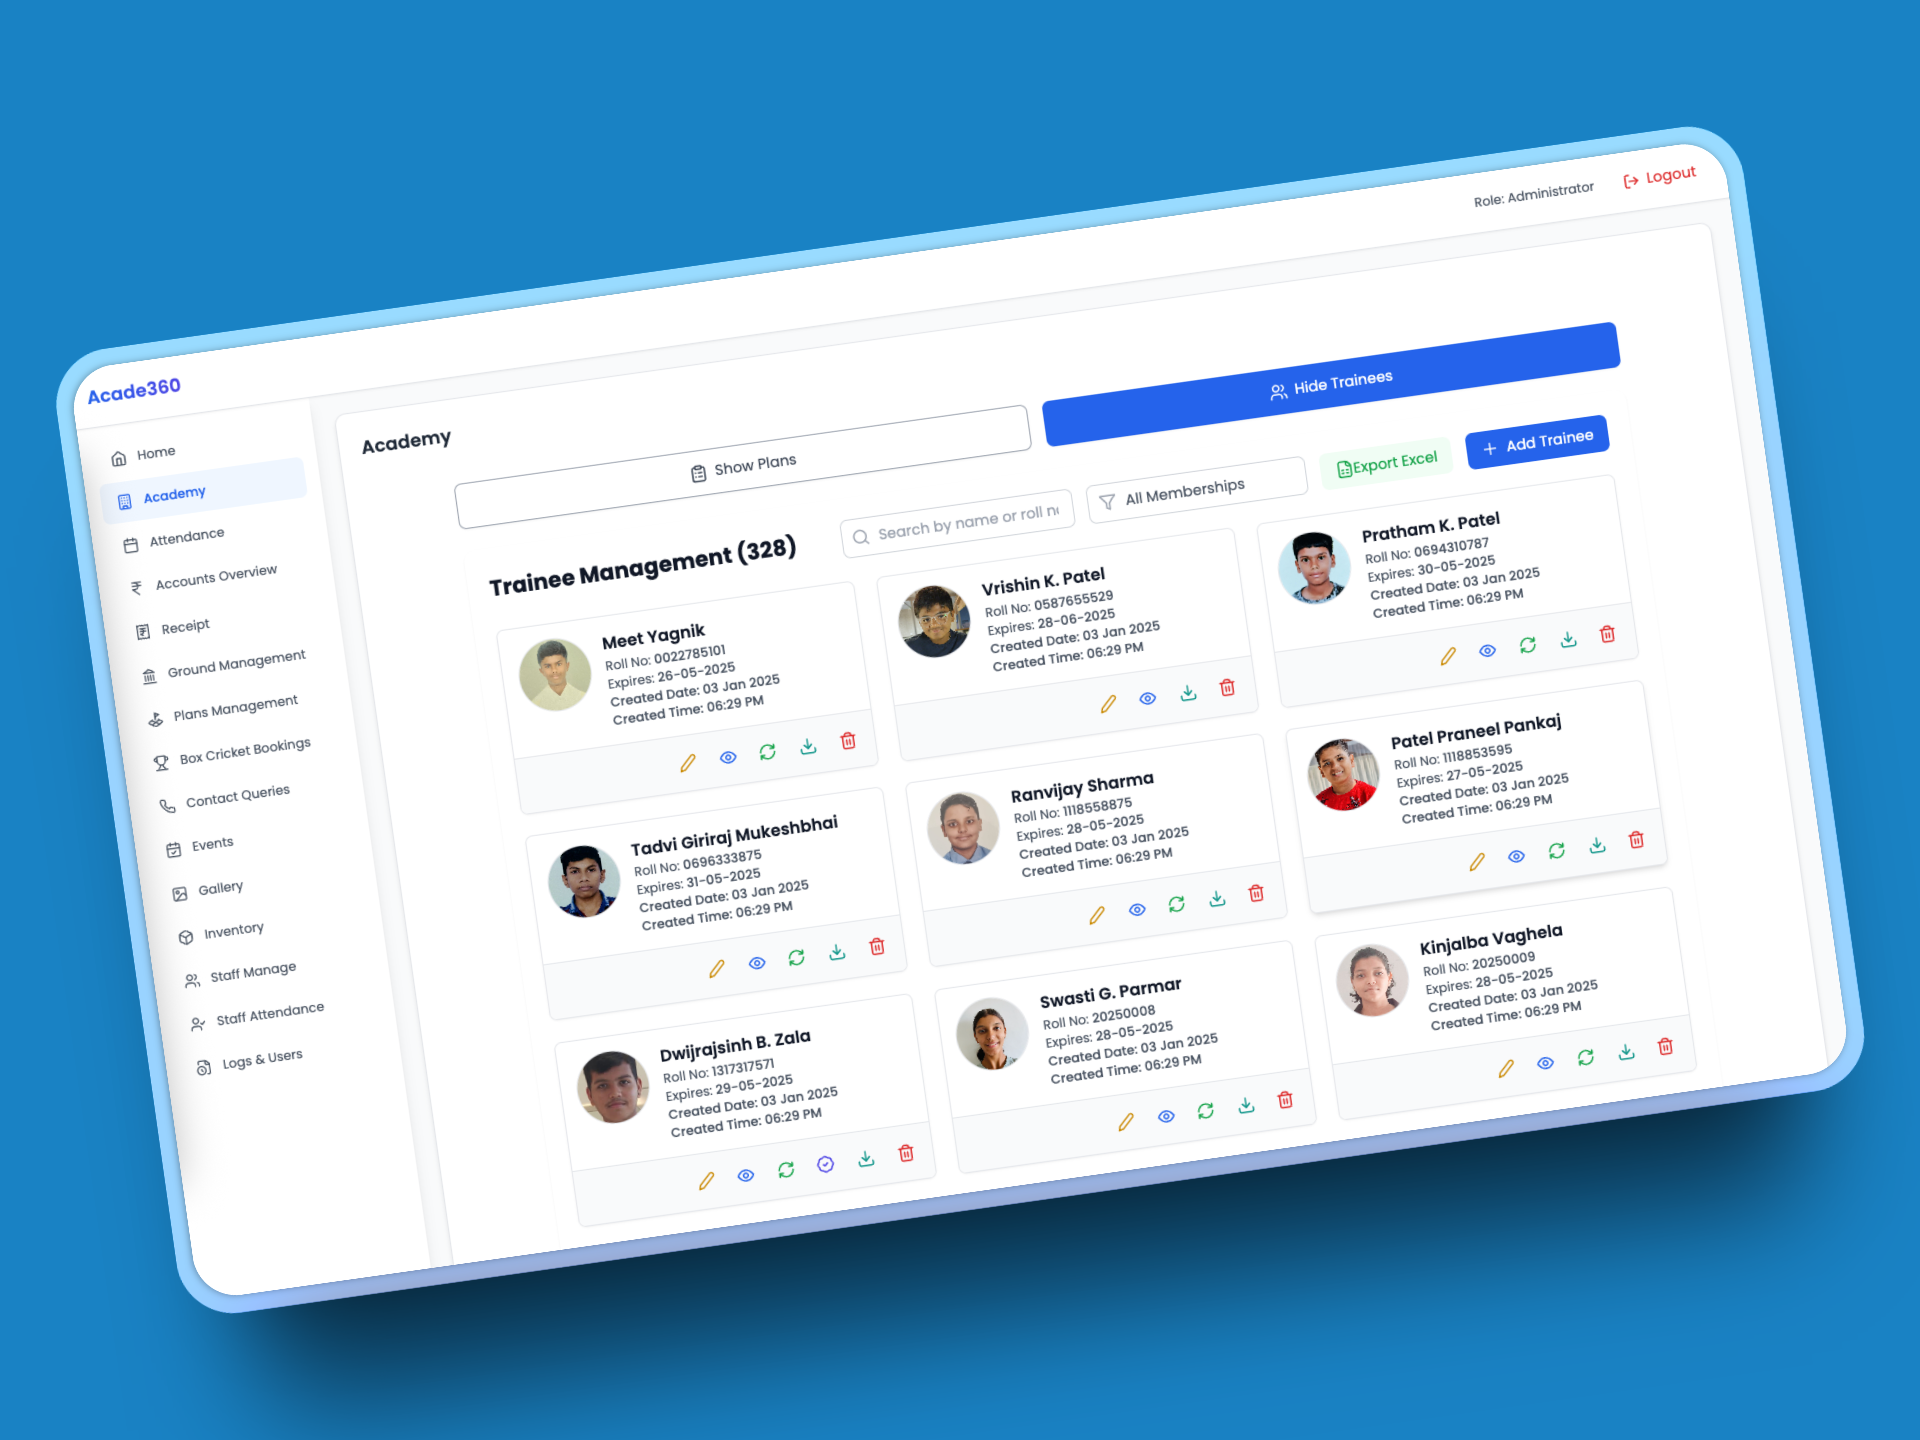 Acade360
Role: Administrator
Logout
Home
Academy
Attendance
Accounts Overview
Receipt
Ground Management
Plans Management
Box Cricket Bookings
Contact Queries
Events
Gallery
Inventory
Staff Manage
Staff Attendance
Logs & Users
Academy
Show Plans
Hide Trainees
Trainee Management (328)
Search by name or roll n
All Memberships
Export Excel
Add Trainee
Meet Yagnik
Roll No: 0022785101
Expires: 26-05-2025
Created Date: 03 Jan 2025
Created Time: 06:29 PM
Vrishin K. Patel
Roll No: 0587655529
Expires: 28-06-2025
Created Date: 03 Jan 2025
Created Time: 06:29 PM
Pratham K. Patel
Roll No: 0694310787
Expires: 30-05-2025
Created Date: 03 Jan 2025
Created Time: 06:29 PM
Tadvi Giriraj Mukeshbhai
Roll No: 0696333875
Expires: 31-05-2025
Created Date: 03 Jan 2025
Created Time: 06:29 PM
Ranvijay Sharma
Roll No: 1118558875
Expires: 28-05-2025
Created Date: 03 Jan 2025
Created Time: 06:29 PM
Patel Praneel Pankaj
Roll No: 1118853595
Expires: 27-05-2025
Created Date: 03 Jan 2025
Created Time: 06:29 PM
Dwijrajsinh B. Zala
Roll No: 1317317571
Expires: 29-05-2025
Created Date: 03 Jan 2025
Created Time: 06:29 PM
Swasti G. Parmar
Roll No: 20250008
Expires: 28-05-2025
Created Date: 03 Jan 2025
Created Time: 06:29 PM
Kinjalba Vaghela
Roll No: 20250009
Expires: 28-05-2025
Created Date: 03 Jan 2025
Created Time: 06:29 PM